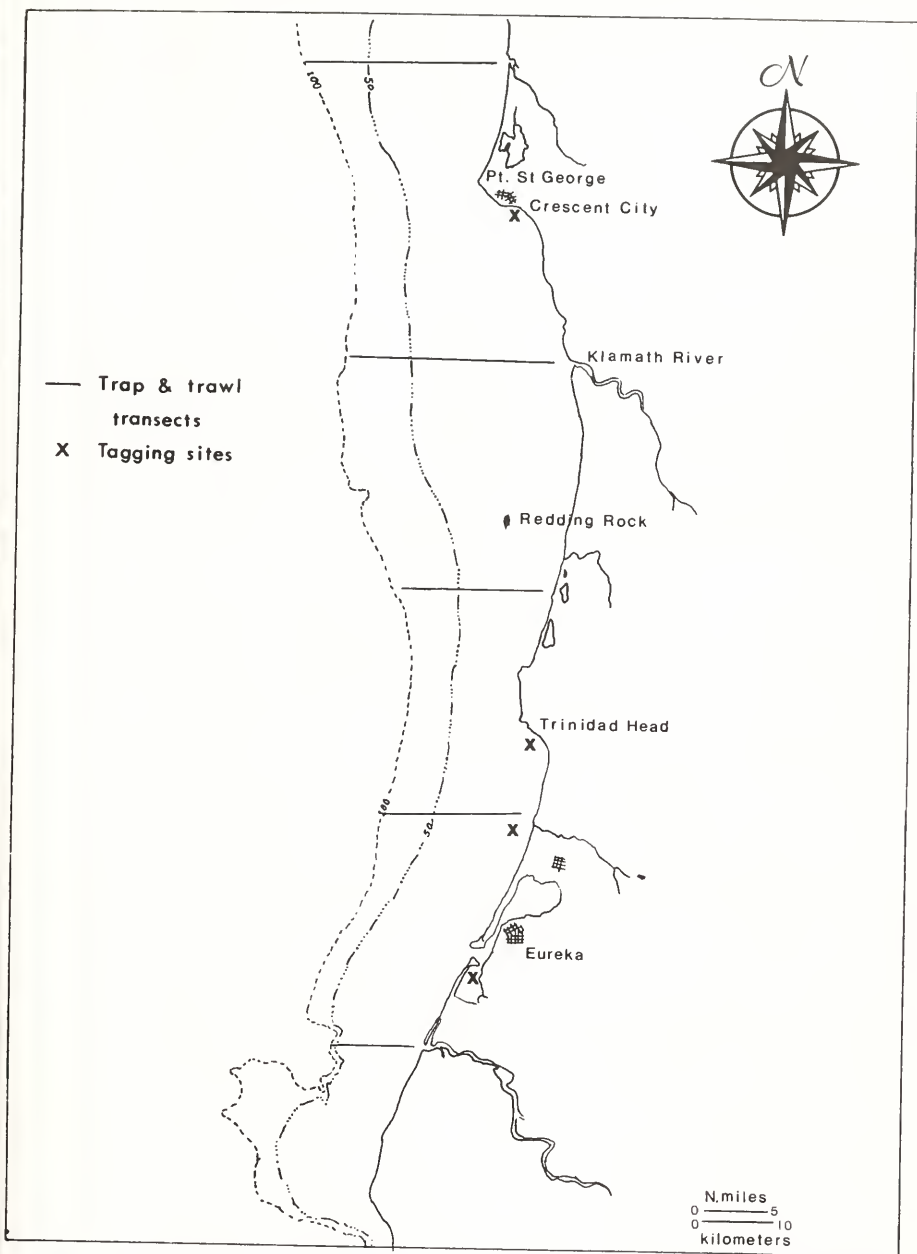 N
100
50
Pt. St George
Crescent City
Klamath River
Trap & trawl
transects
X Tagging sites
Redding Rock
Trinidad Head
100
50
Eureka
N. miles
0 5
0 10
kilometers